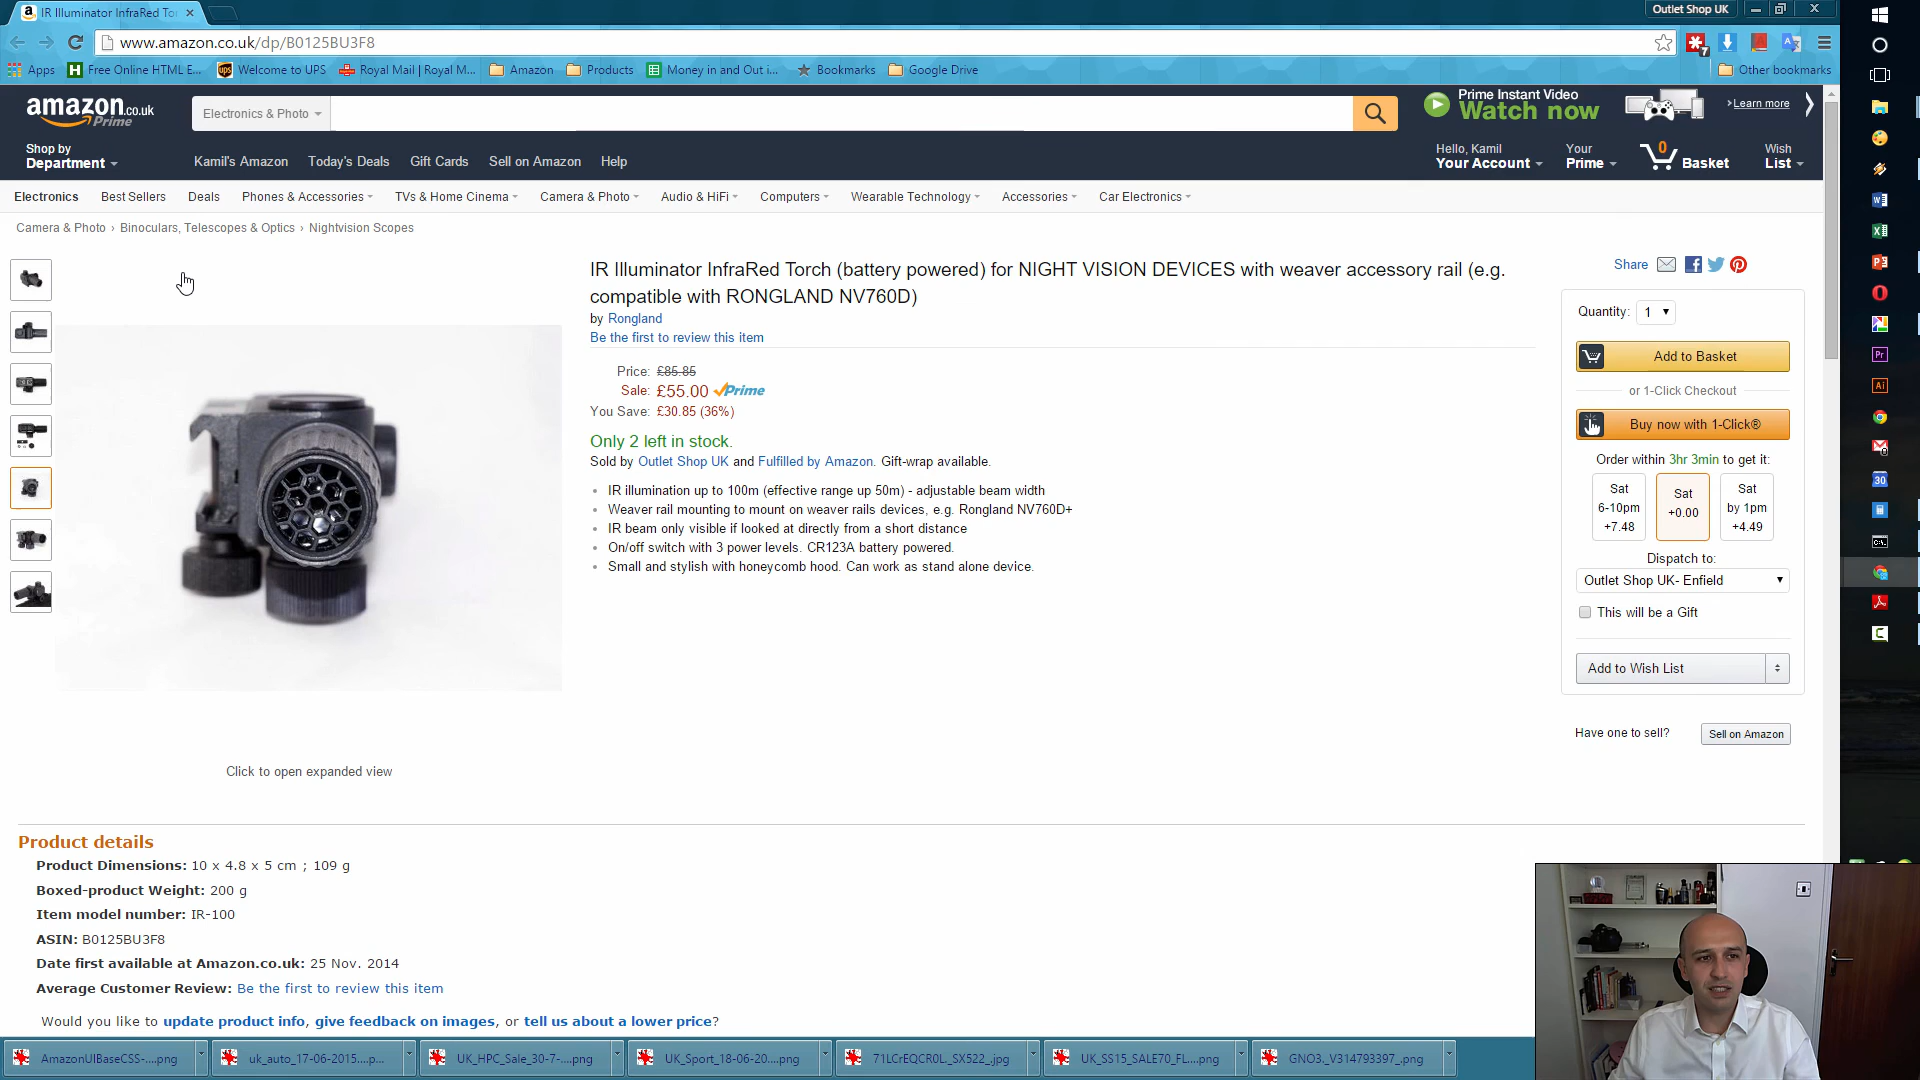 IR Illuminator InfraRed To
Outlet Shop UK
www.amazon.co.uk/dp/B0125BU3F8
Apps
Free Online HTML E...
Welcome to UPS
Royal Mail | Royal M...
Amazon
Products
Money in and Out i...
Bookmarks
Google Drive
Other bookmarks
amazon.co.uk
Prime
Electronics & Photo
Prime Instant Video
Watch now
Learn more
Shop by
Department
Kamil's Amazon
Today's Deals
Gift Cards
Sell on Amazon
Help
Hello, Kamil
Your Account
Your
Prime
0
Basket
Wish
List
Electronics
Best Sellers
Deals
Phones & Accessories
TVs & Home Cinema
Camera & Photo
Audio & HiFi
Computers
Wearable Technology
Accessories
Car Electronics
Camera & Photo › Binoculars, Telescopes & Optics › Nightvision Scopes
IR Illuminator InfraRed Torch (battery powered) for NIGHT VISION DEVICES with weaver accessory rail (e.g.
compatible with RONGLAND NV760D)
by Rongland
Be the first to review this item
Price: £85.85
Sale: £55.00 Prime
You Save: £30.85 (36%)
Only 2 left in stock.
Sold by Outlet Shop UK and Fulfilled by Amazon. Gift-wrap available.
IR illumination up to 100m (effective range up 50m) - adjustable beam width
Weaver rail mounting to mount on weaver rails devices, e.g. Rongland NV760D+
IR beam only visible if looked at directly from a short distance
On/off switch with 3 power levels. CR123A battery powered.
Small and stylish with honeycomb hood. Can work as stand alone device.
Share
Quantity: 1
Add to Basket
or 1-Click Checkout
Buy now with 1-Click®
Order within 3hr 3min to get it:
Sat
6-10pm
+7.48
Sat
+0.00
Sat
by 1pm
+4.49
Dispatch to:
Outlet Shop UK- Enfield
This will be a Gift
Add to Wish List
Have one to sell?
Sell on Amazon
Click to open expanded view
Product details
Product Dimensions: 10 x 4.8 x 5 cm ; 109 g
Boxed-product Weight: 200 g
Item model number: IR-100
ASIN: B0125BU3F8
Date first available at Amazon.co.uk: 25 Nov. 2014
Average Customer Review: Be the first to review this item
Would you like to update product info, give feedback on images, or tell us about a lower price?
AmazonUIBaseCSS-....png
uk_auto_17-06-2015....p...
UK_HPC_Sale_30-7-....png
UK_Sport_18-06-20....png
71LCrEQCR0L._SX522_.jpg
UK_SS15_SALE70_FL....png
GNO3._V314793397_.png